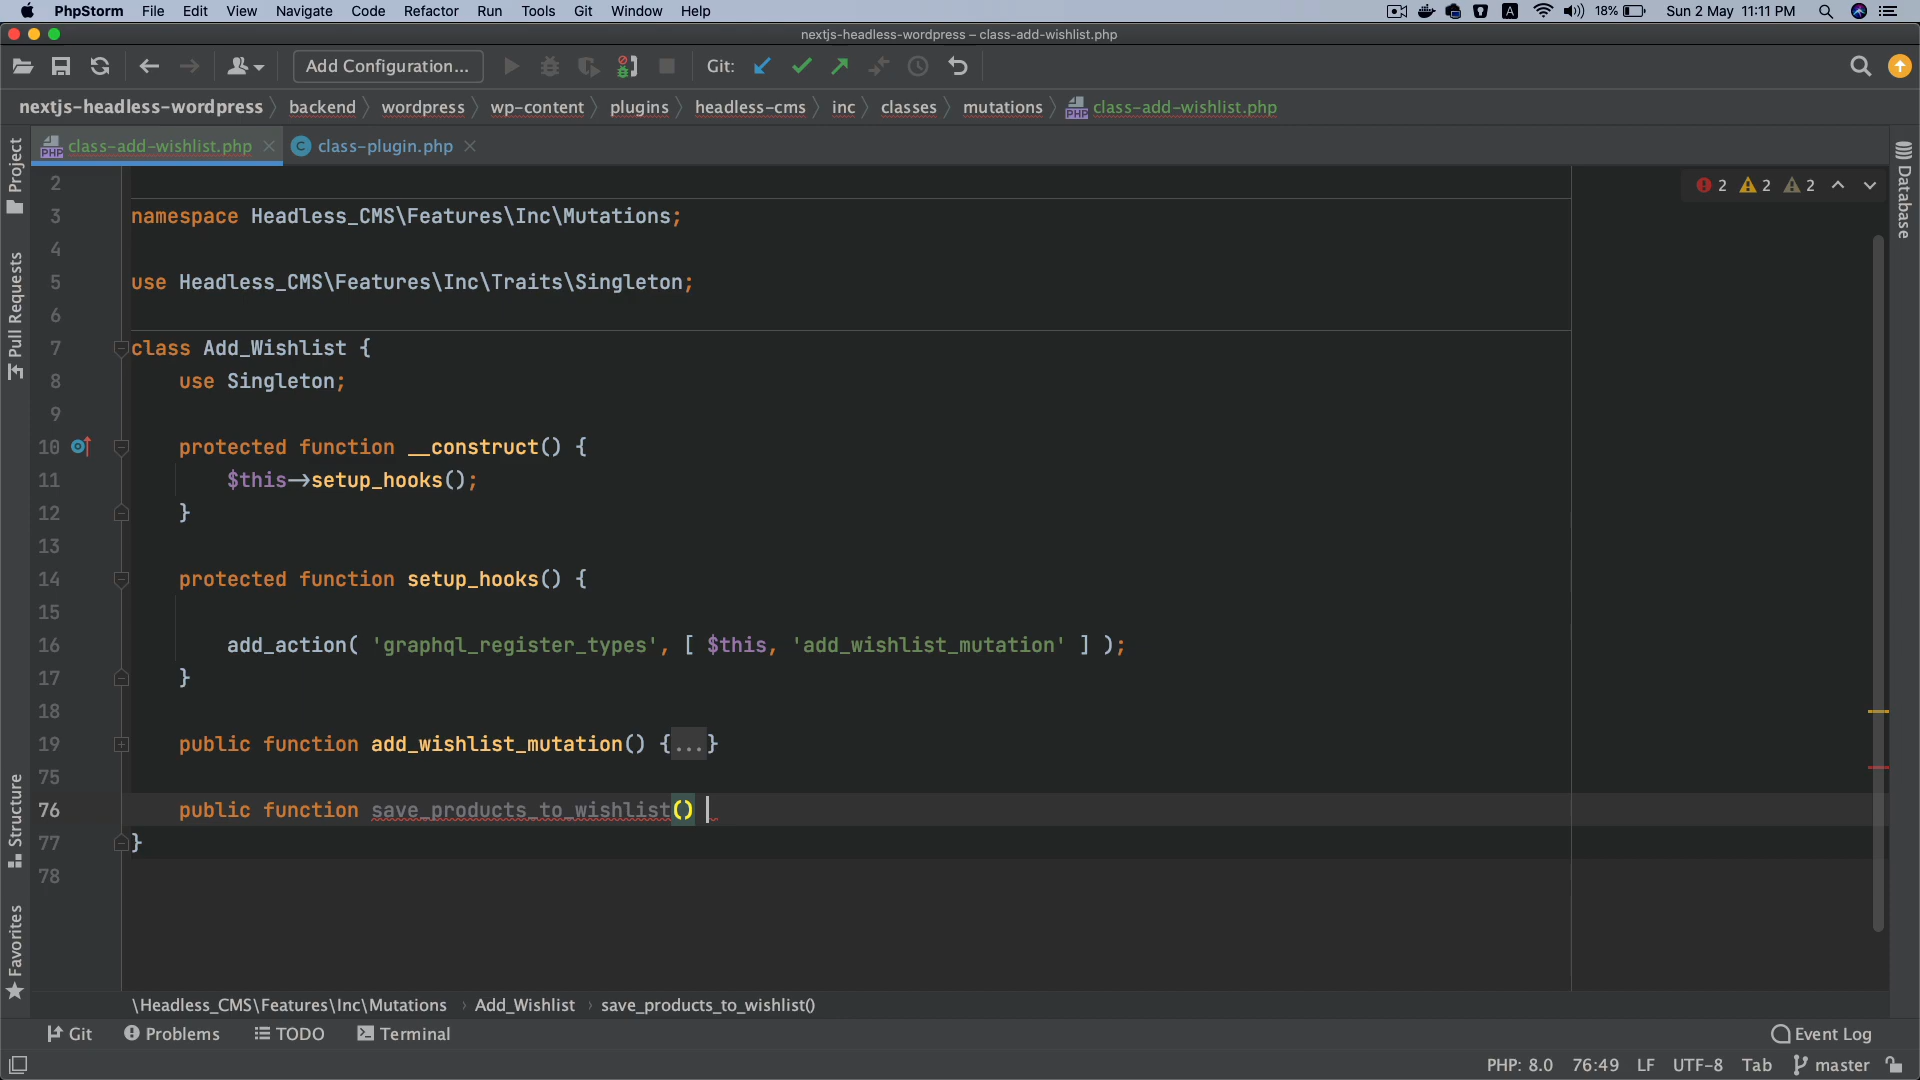 PhpStorm File Edit View Navigate Code Refactor Run Tools Git Window Help A 18% Sun 2 May 11:11 PM
nextjs-headless-wordpress – class-add-wishlist.php
Add Configuration... Git:
nextjs-headless-wordpress backend wordpress wp-content plugins headless-cms inc classes mutations PHP class-add-wishlist.php
PHP class-add-wishlist.php C class-plugin.php
Project
Pull Requests
Structure
Favorites
Database
2 2 2
2
3 namespace Headless_CMS\Features\Inc\Mutations;
4
5 use Headless_CMS\Features\Inc\Traits\Singleton;
6
7 class Add_Wishlist {
8 use Singleton;
9
10 protected function __construct() {
11 $this->setup_hooks();
12 }
13
14 protected function setup_hooks() {
15
16 add_action( 'graphql_register_types', [ $this, 'add_wishlist_mutation' ] );
17 }
18
19 public function add_wishlist_mutation() {...}
75
76 public function save_products_to_wishlist()
77 }
78
\Headless_CMS\Features\Inc\Mutations › Add_Wishlist › save_products_to_wishlist()
Git Problems TODO Terminal Event Log
PHP: 8.0 76:49 LF UTF-8 Tab master